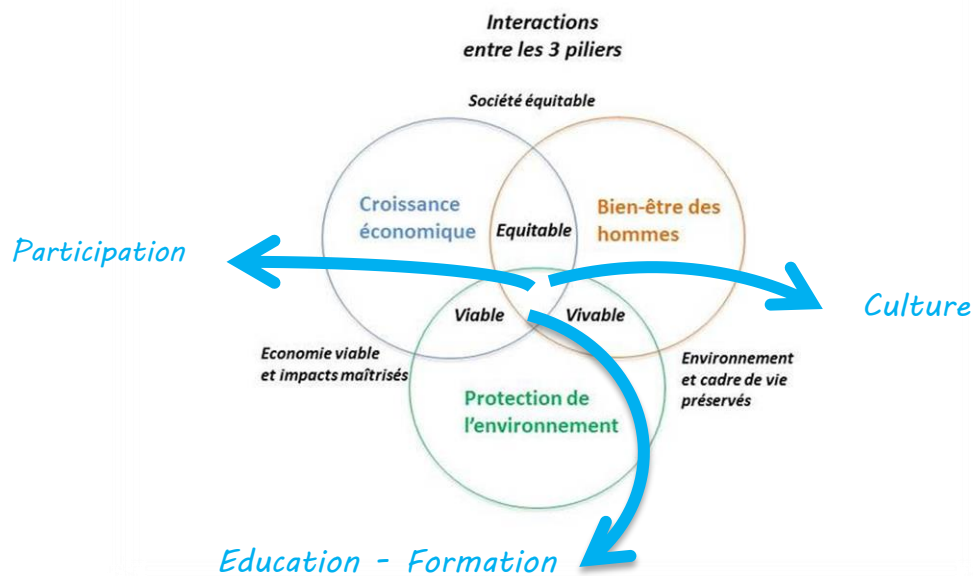 Interactions
entre les 3 piliers
Société équitable
Croissance
économique
Equitable
Bien-être des
hommes
Participation
Culture
Viable
Vivable
Economie viable
et impacts maîtrisés
Environnement
et cadre de vie
préservés
Protection de
l'environnement
Education - Formation